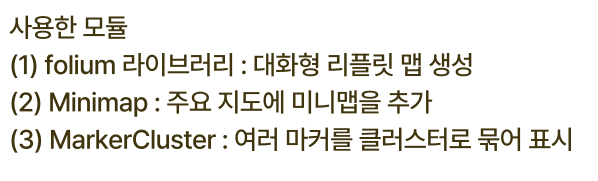 사용한 모듈
(1) folium 라이브러리 : 대화형 리플릿 맵 생성
(2) Minimap : 주요 지도에 미니맵을 추가
(3) MarkerCluster : 여러 마커를 클러스터로 묶어 표시